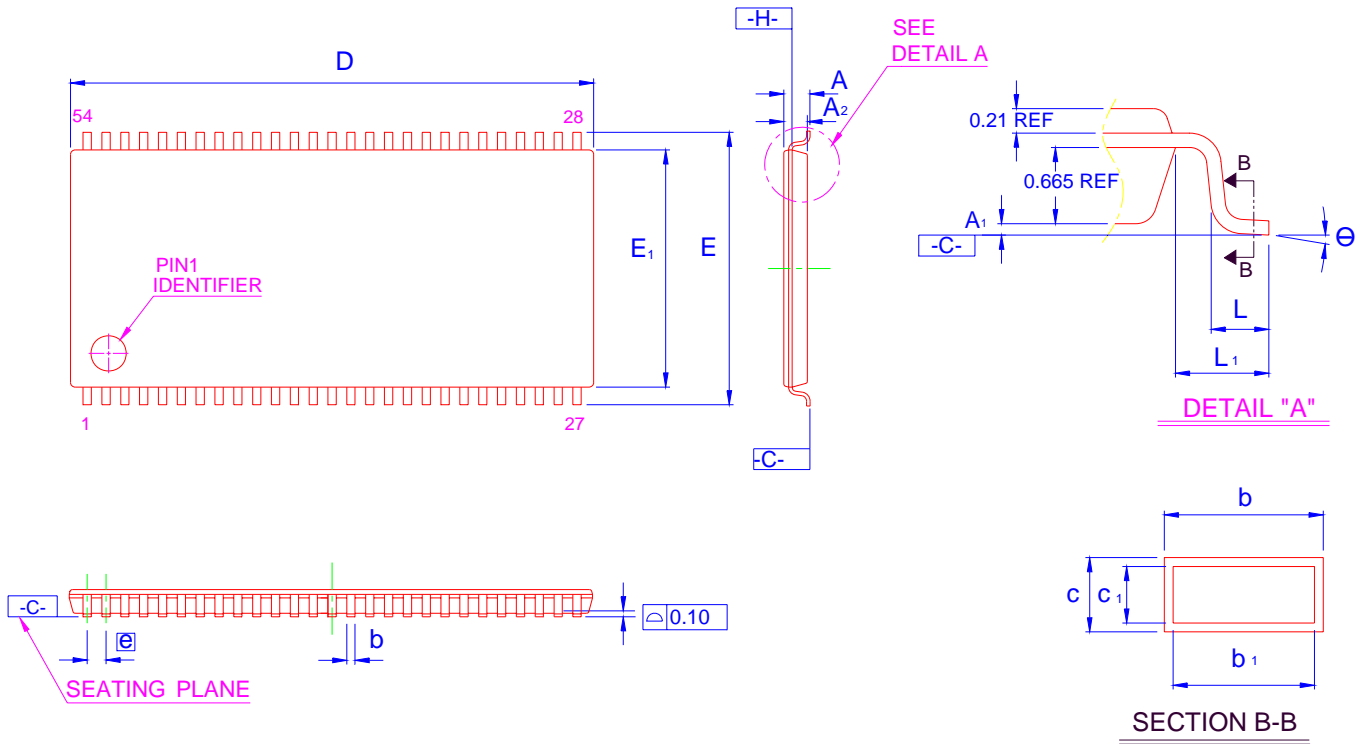 -H-
SEE
DETAIL A
D
A
A2
54
28
0.21 REF
B
0.665 REF
A1
-C-
B
Θ
E1
E
PIN1
IDENTIFIER
L
L1
1
27
DETAIL "A"
-C-
b
-C-
0.10
c
c1
e
b
b1
SEATING PLANE
SECTION B-B